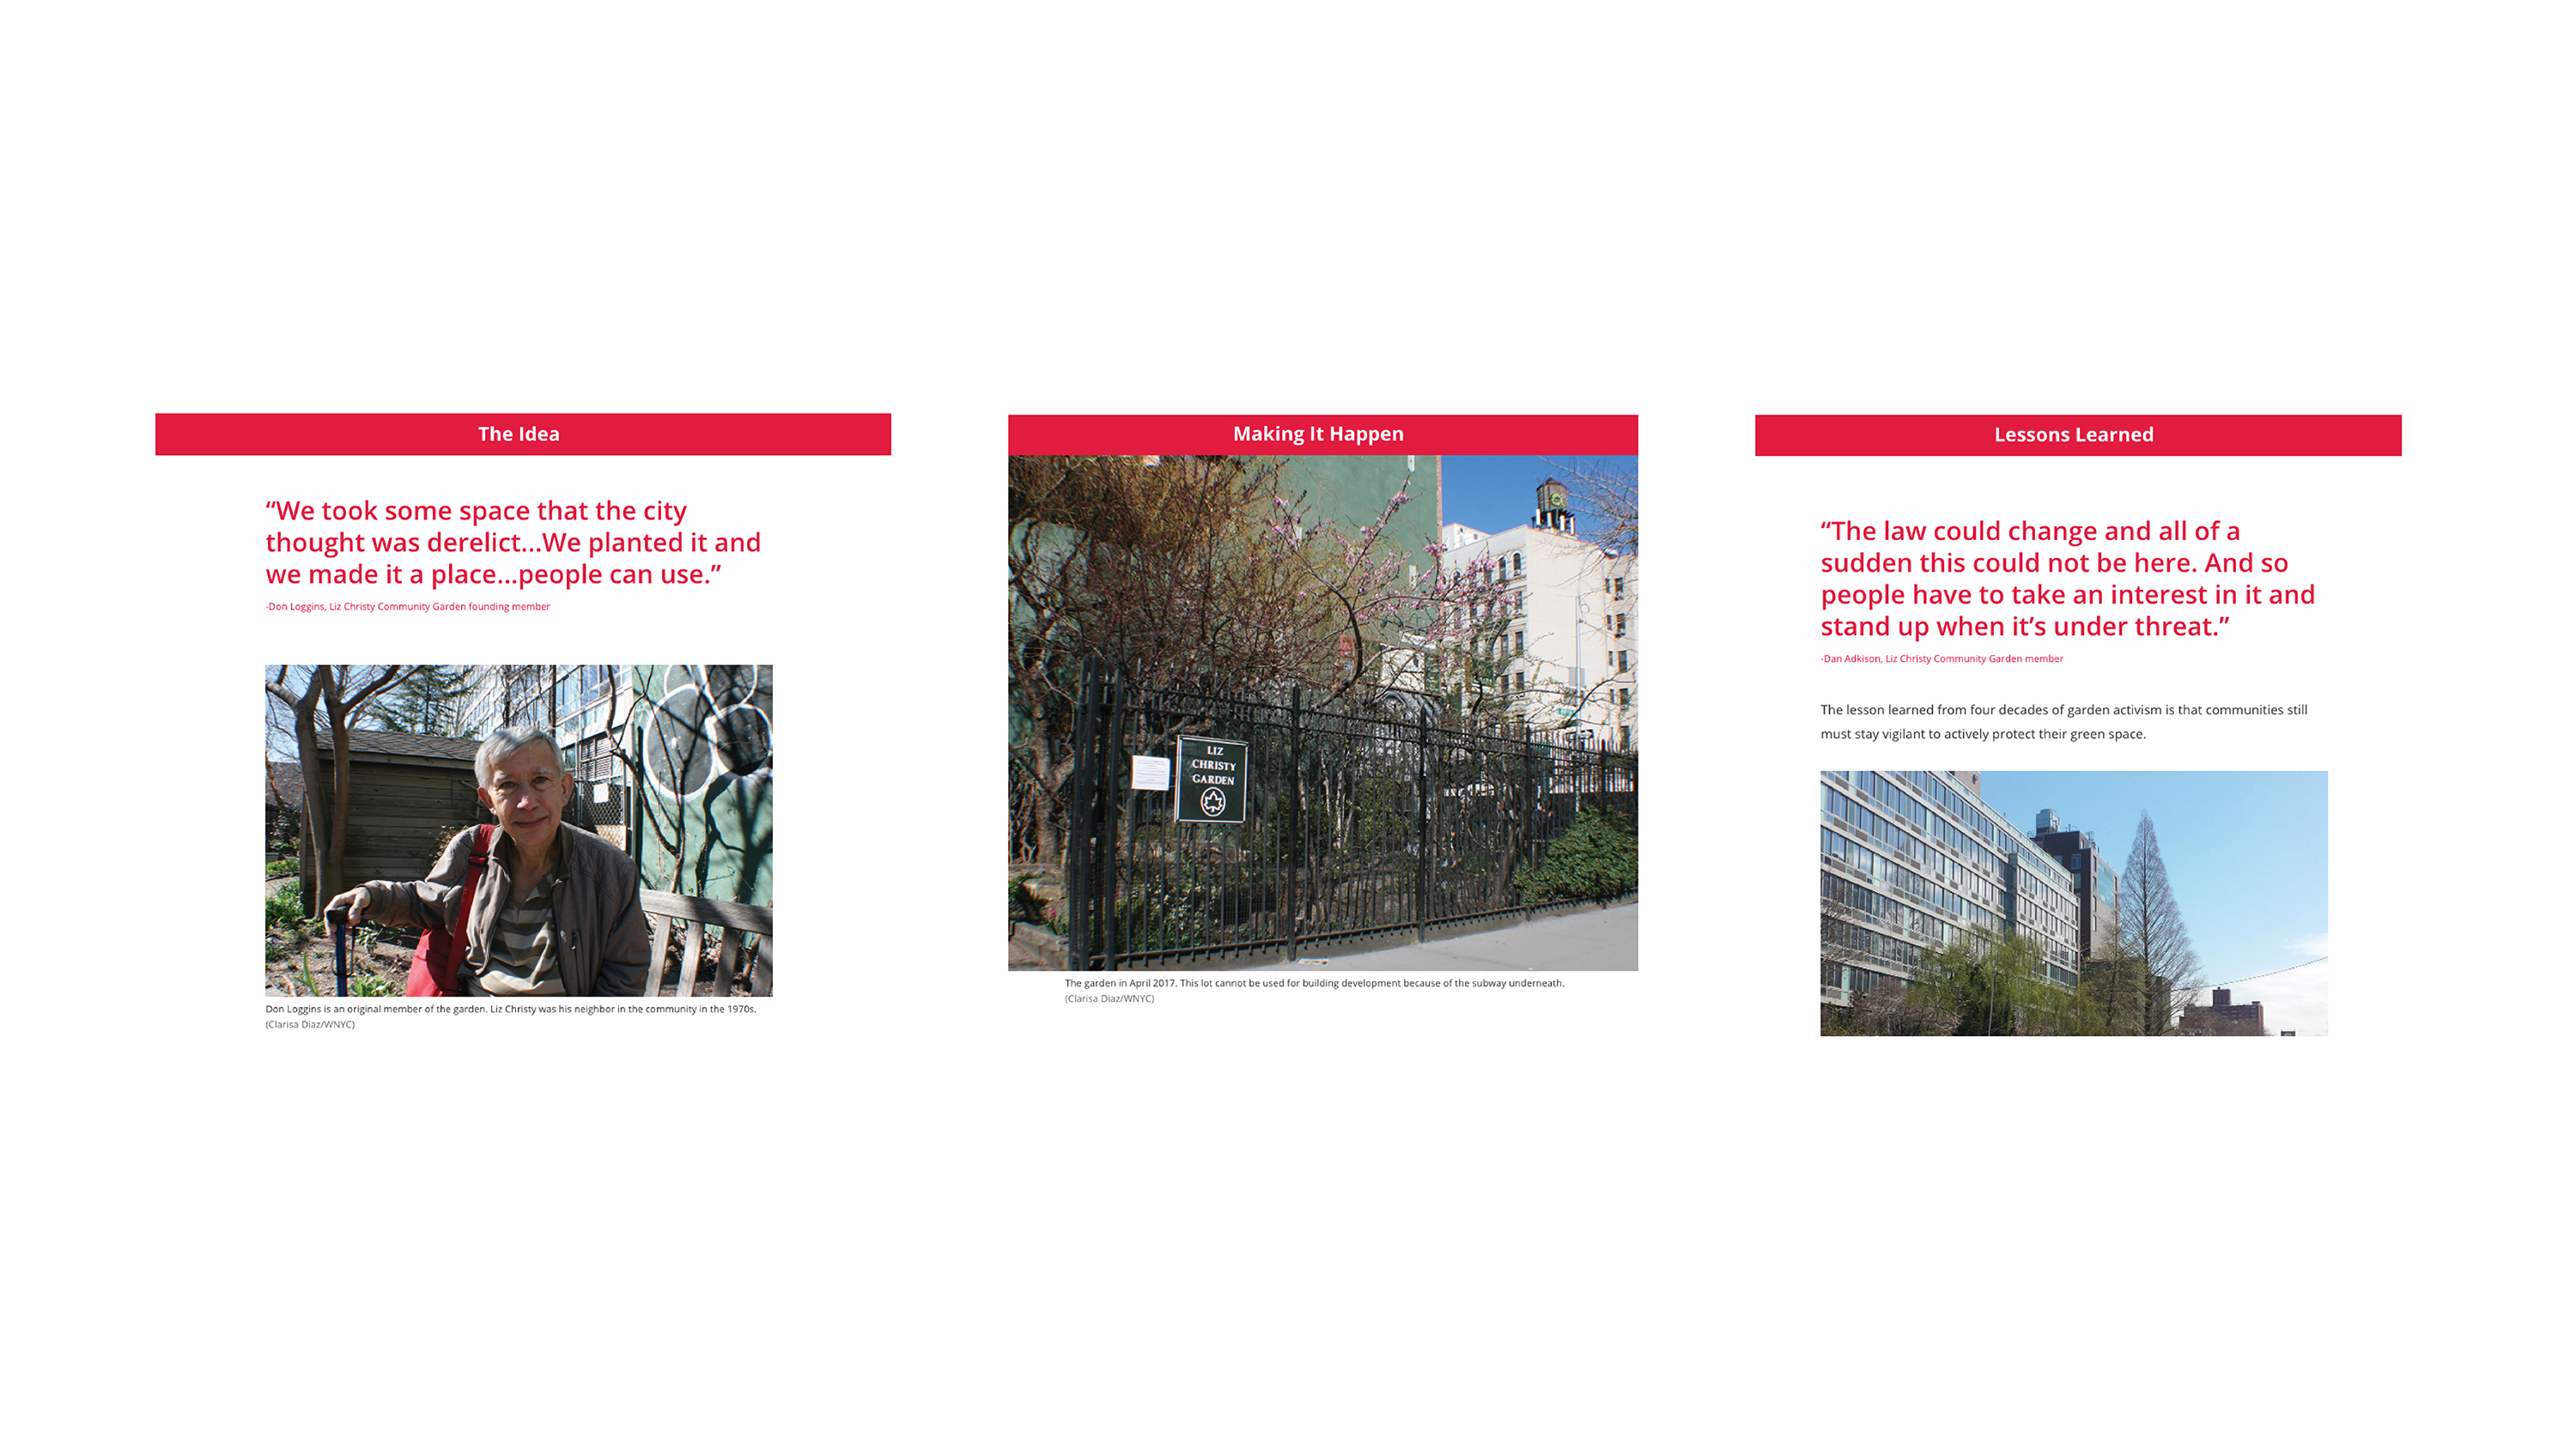 The Idea
“We took some space that the city
thought was derelict...We planted it and
we made it a place...people can use.”
-Don Loggins, Liz Christy Community Garden founding member
Don Loggins is an original member of the garden. Liz Christy was his neighbor in the community in the 1970s.
(Clarisa Diaz/WNYC)
Making It Happen
LIZ
CHRISTY
GARDEN
The garden in April 2017. This lot cannot be used for building development because of the subway underneath.
(Clarisa Diaz/WNYC)
Lessons Learned
“The law could change and all of a
sudden this could not be here. And so
people have to take an interest in it and
stand up when it’s under threat.”
-Dan Adkison, Liz Christy Community Garden member
The lesson learned from four decades of garden activism is that communities still
must stay vigilant to actively protect their green space.